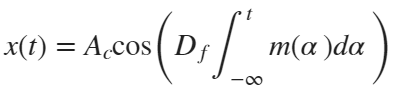 x(t) = A_c cos(D_f ∫_{-∞}^{t} m(α)dα)